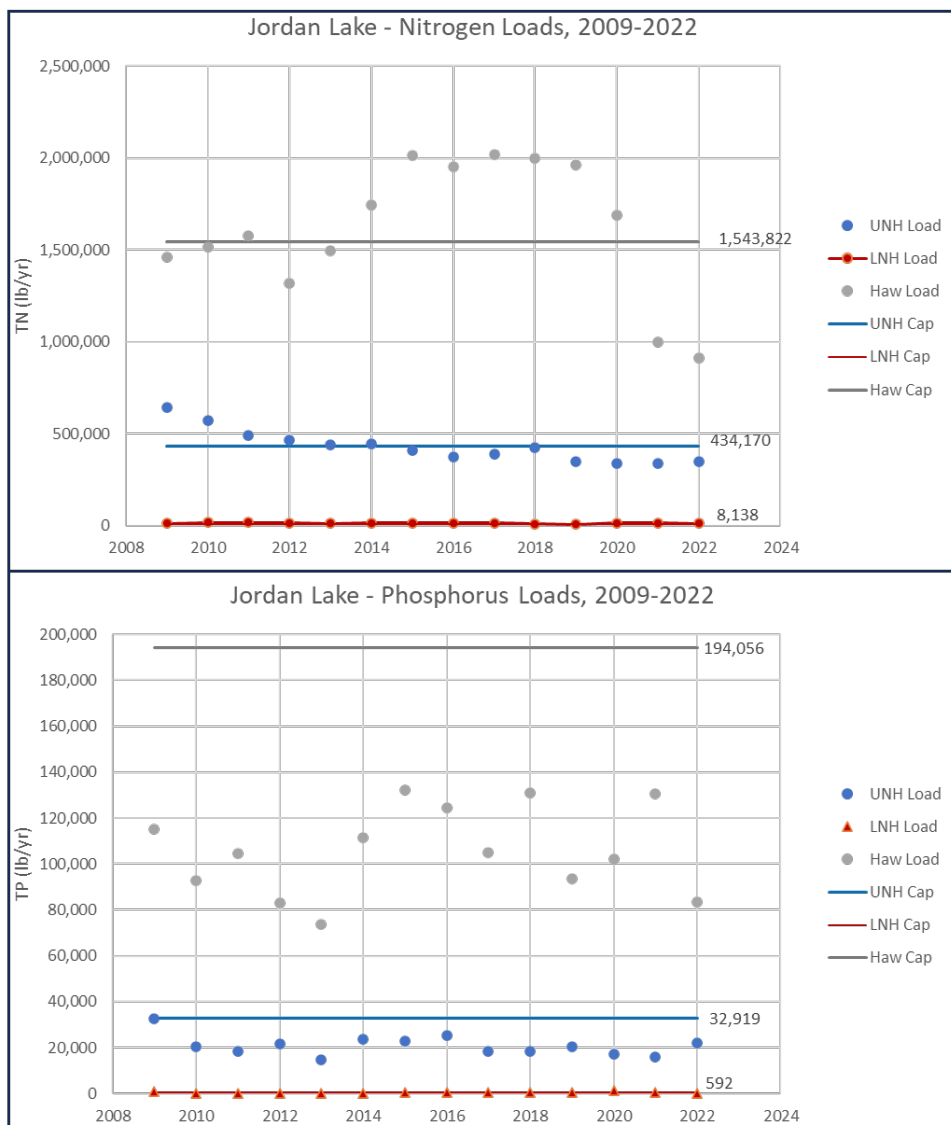 Jordan Lake - Nitrogen Loads, 2009-2022
2,500,000
2,000,000
1,500,000
1,000,000
500,000
0
TN (lb/yr)
1,543,822
434,170
8,138
2008 2010 2012 2014 2016 2018 2020 2022 2024
UNH Load
LNH Load
Haw Load
UNH Cap
LNH Cap
Haw Cap
Jordan Lake - Phosphorus Loads, 2009-2022
200,000
180,000
160,000
140,000
120,000
100,000
80,000
60,000
40,000
20,000
0
TP (lb/yr)
194,056
32,919
592
2008 2010 2012 2014 2016 2018 2020 2022 2024
UNH Load
LNH Load
Haw Load
UNH Cap
LNH Cap
Haw Cap